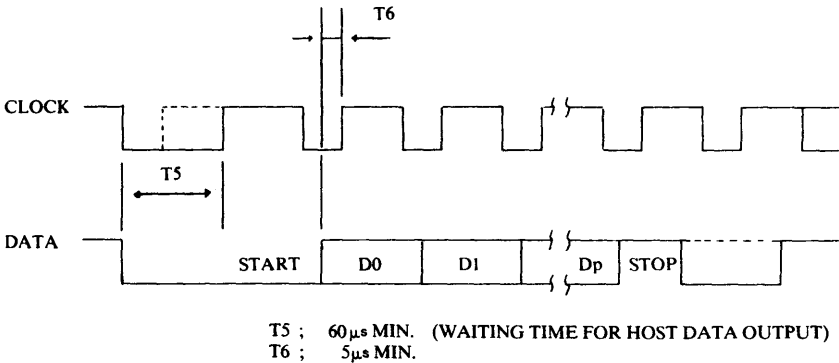 T6
CLOCK
T5
DATA
START D0 D1 Dp STOP
T5 ; 60μs MIN. (WAITING TIME FOR HOST DATA OUTPUT)
T6 ; 5μs MIN.